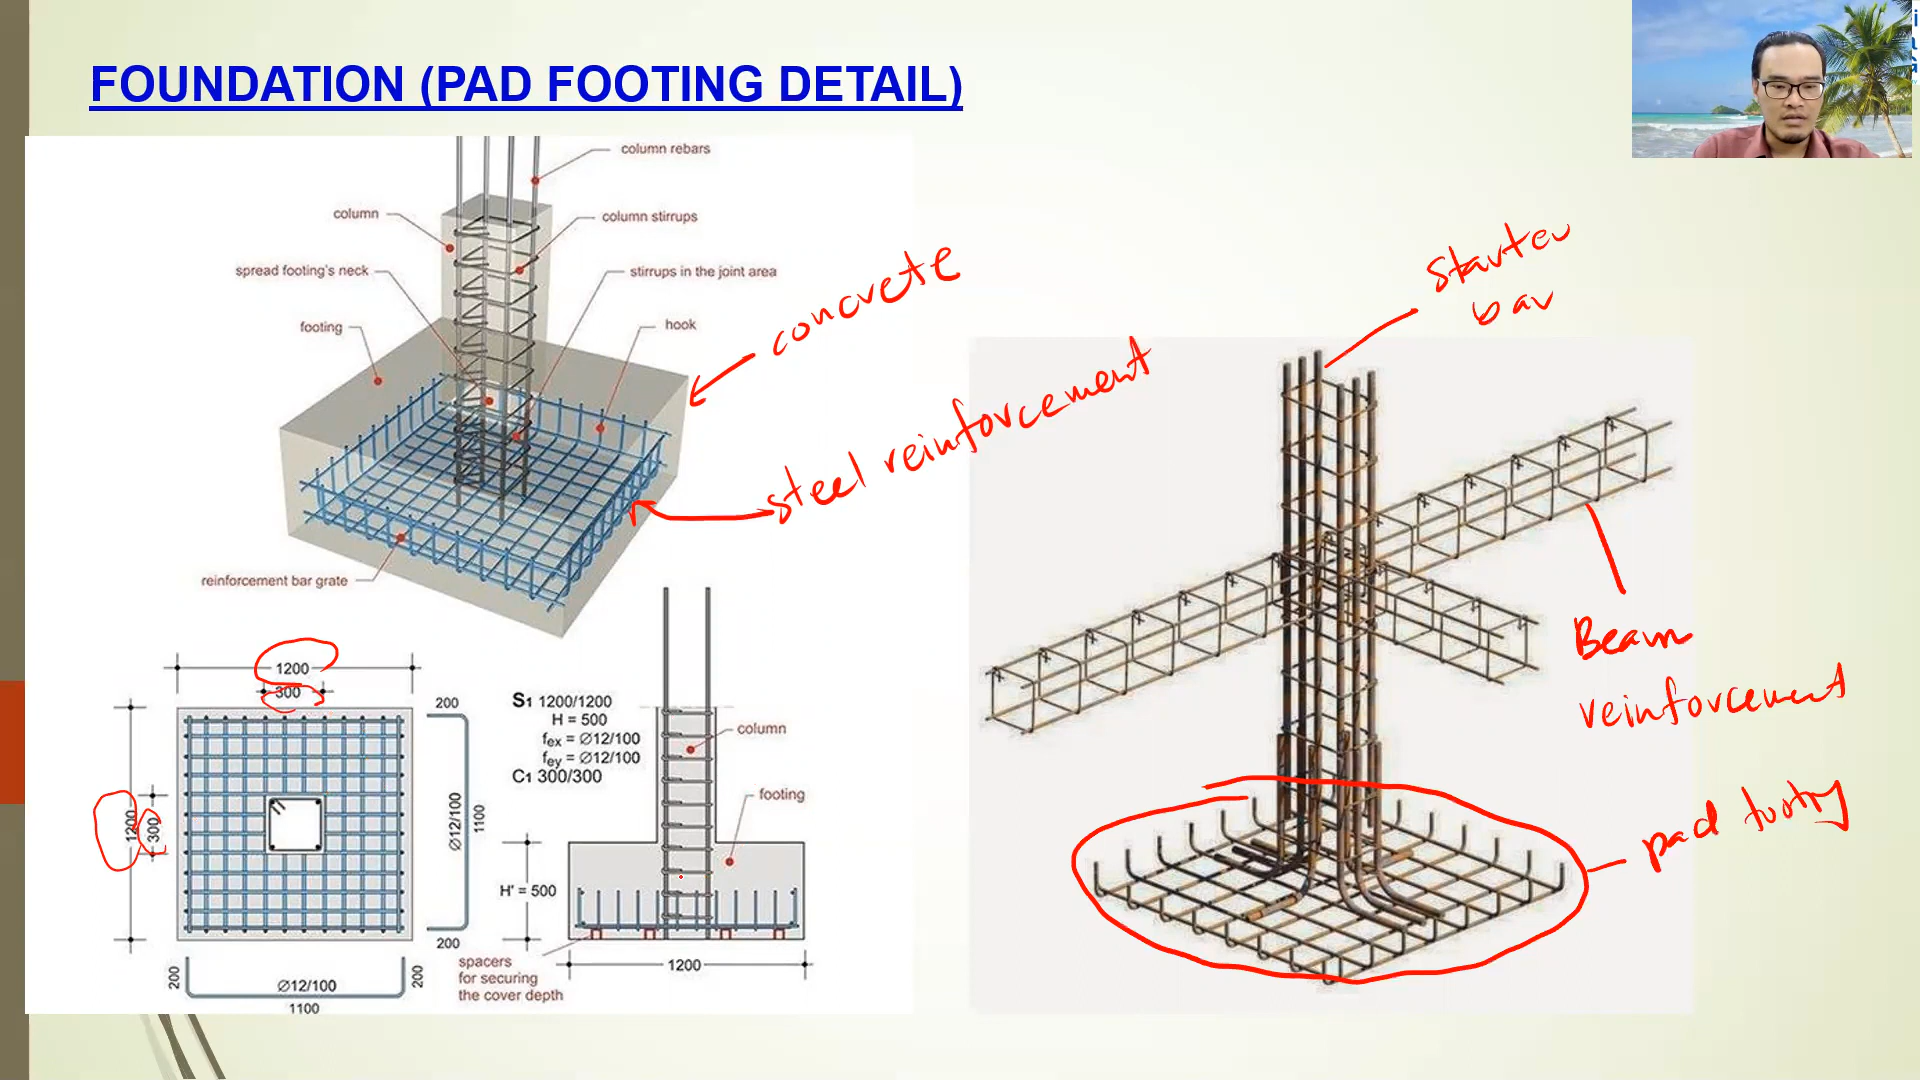 FOUNDATION (PAD FOOTING DETAIL)
column rebars
column
column stirrups
spread footing's neck
stirrups in the joint area
footing
hook
reinforcement bar grate
concrete
steel reinforcement
starter
bar
Beam
reinforcement
pad footing
1200
300
1200
300
200
Ø12/100
1100
200
200
Ø12/100
200
1100
S1 1200/1200
H = 500
fex = Ø12/100
fey = Ø12/100
C1 300/300
column
footing
H' = 500
1200
spacers
for securing
the cover depth